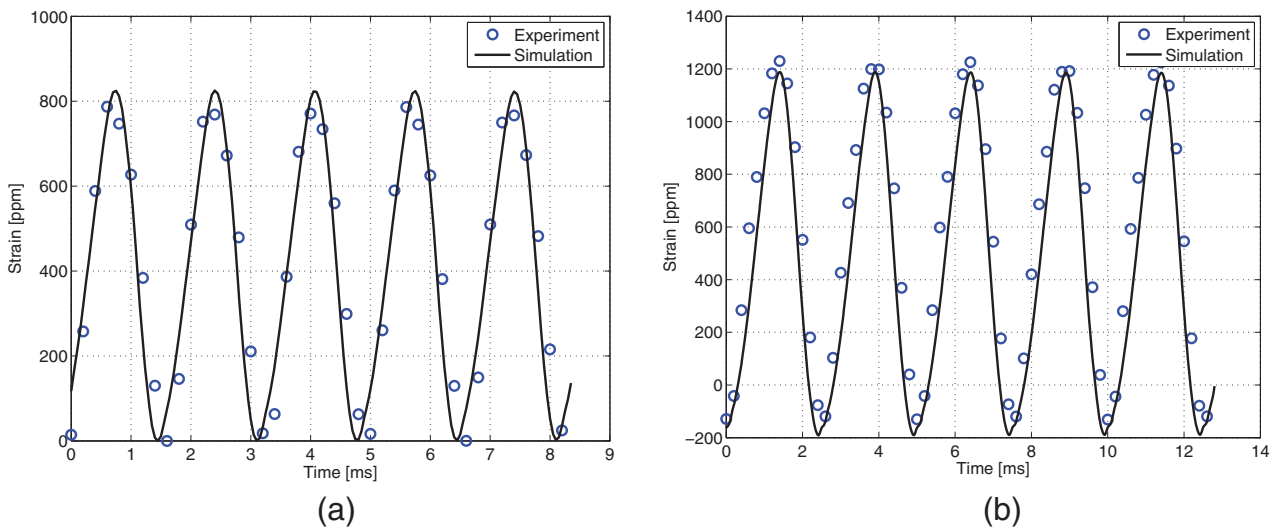 1000
800
600
400
200
0
Strain [ppm]
0 1 2 3 4 5 6 7 8 9
Time [ms]
Experiment
Simulation
(a)
1400
1200
1000
800
600
400
200
0
−200
Strain [ppm]
0 2 4 6 8 10 12 14
Time [ms]
Experiment
Simulation
(b)